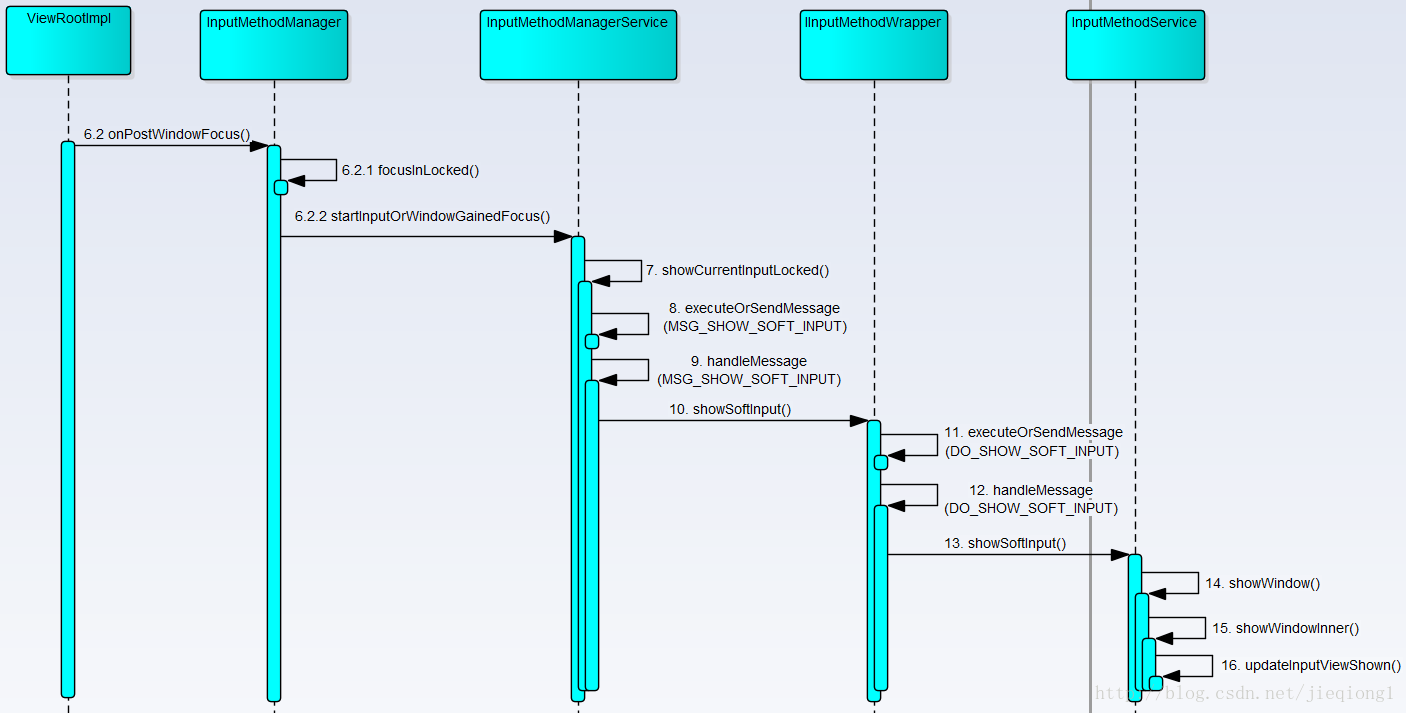 ViewRootImpl
InputMethodManager
InputMethodManagerService
IInputMethodWrapper
InputMethodService
6.2 onPostWindowFocus()
6.2.1 focusInLocked()
6.2.2 startInputOrWindowGainedFocus()
7. showCurrentInputLocked()
8. executeOrSendMessage
(MSG_SHOW_SOFT_INPUT)
9. handleMessage
(MSG_SHOW_SOFT_INPUT)
10. showSoftInput()
11. executeOrSendMessage
(DO_SHOW_SOFT_INPUT)
12. handleMessage
(DO_SHOW_SOFT_INPUT)
13. showSoftInput()
14. showWindow()
15. showWindowInner()
16. updateInputViewShown()
http://blog.csdn.net/jieqiong1